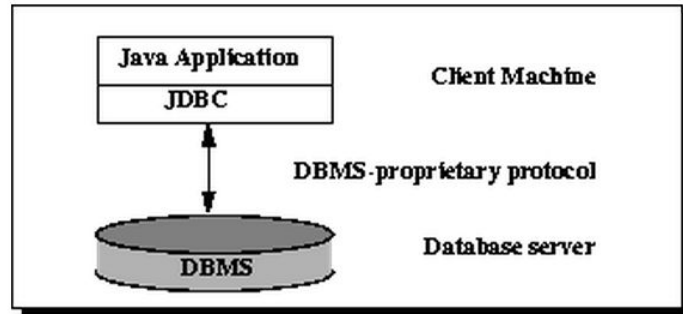 Java Application
Client Machine
JDBC
DBMS-proprietary protocol
Database server
DBMS